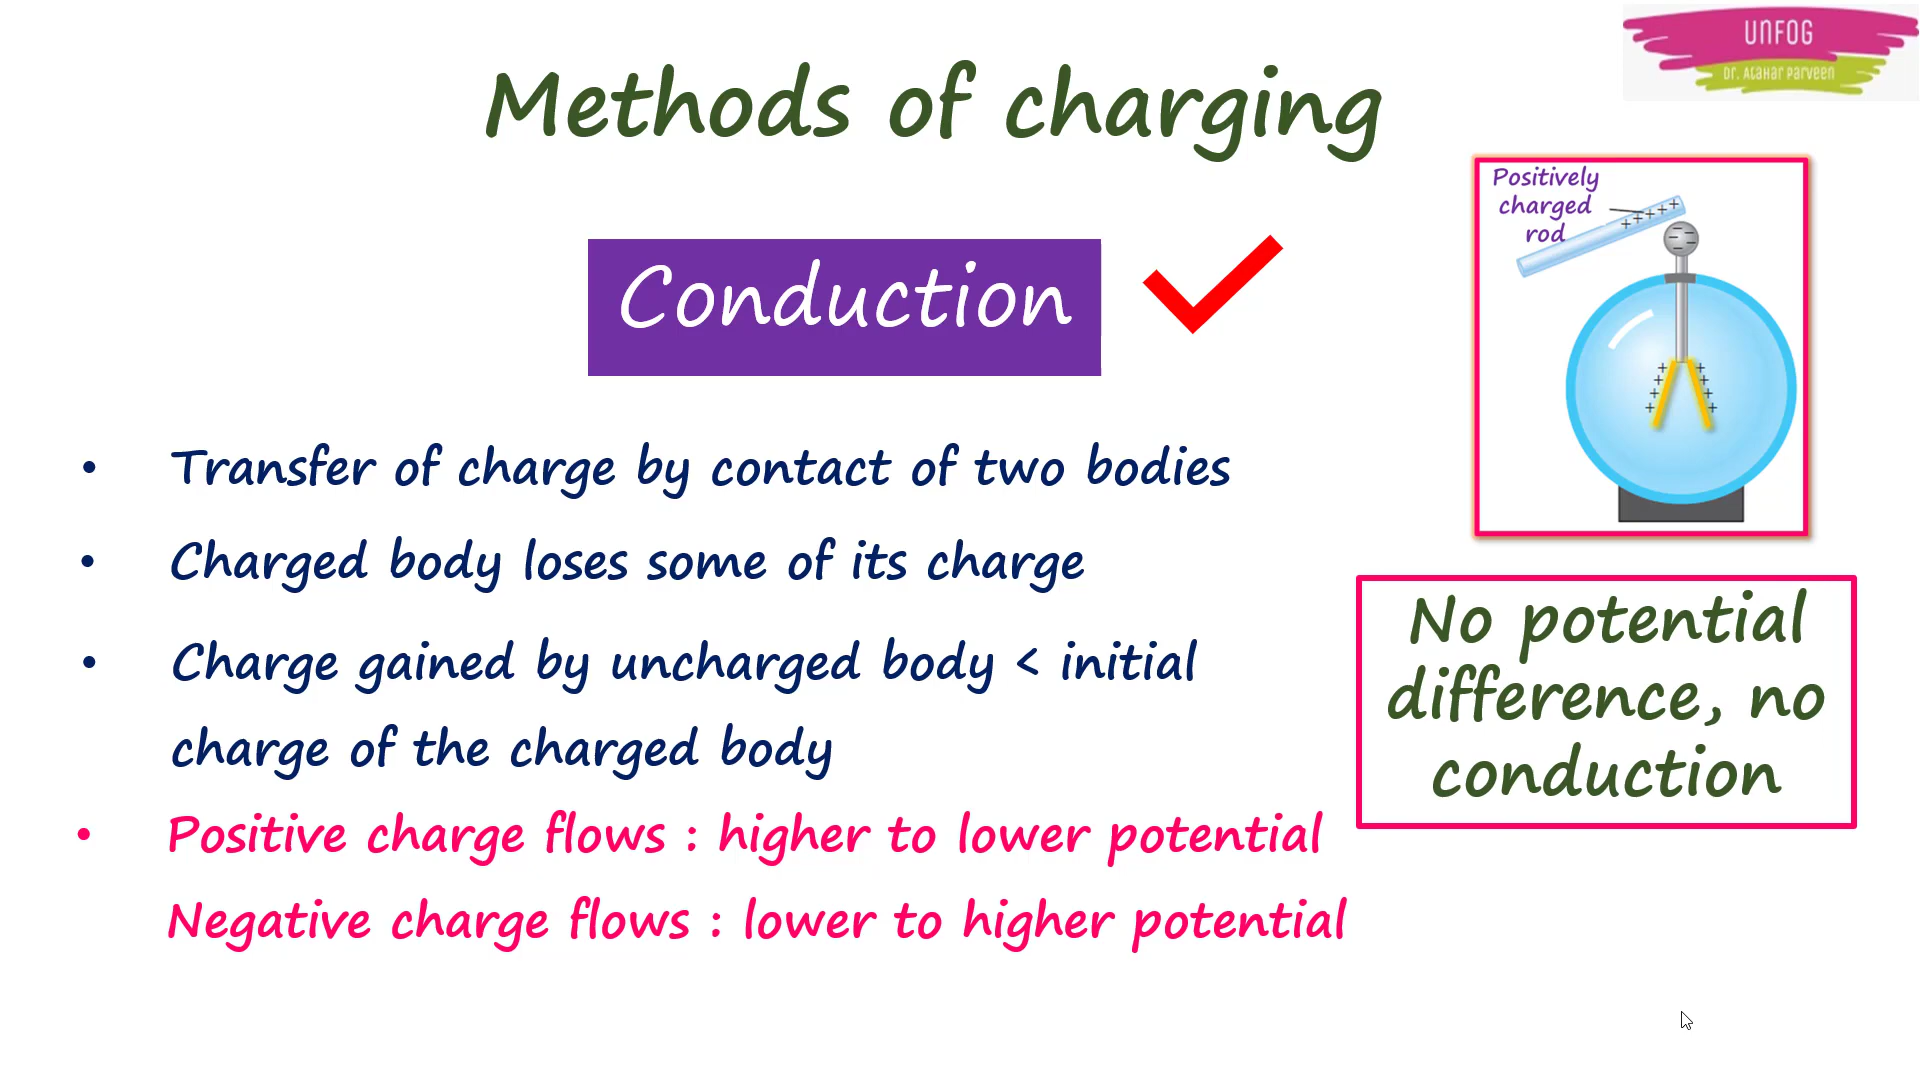 UNFOG
Dr. Atahar Parveen
Methods of charging
Positively
charged
rod
Conduction
• Transfer of charge by contact of two bodies
• Charged body loses some of its charge
• Charge gained by uncharged body < initial
charge of the charged body
• Positive charge flows : higher to lower potential
Negative charge flows : lower to higher potential
No potential
difference, no
conduction